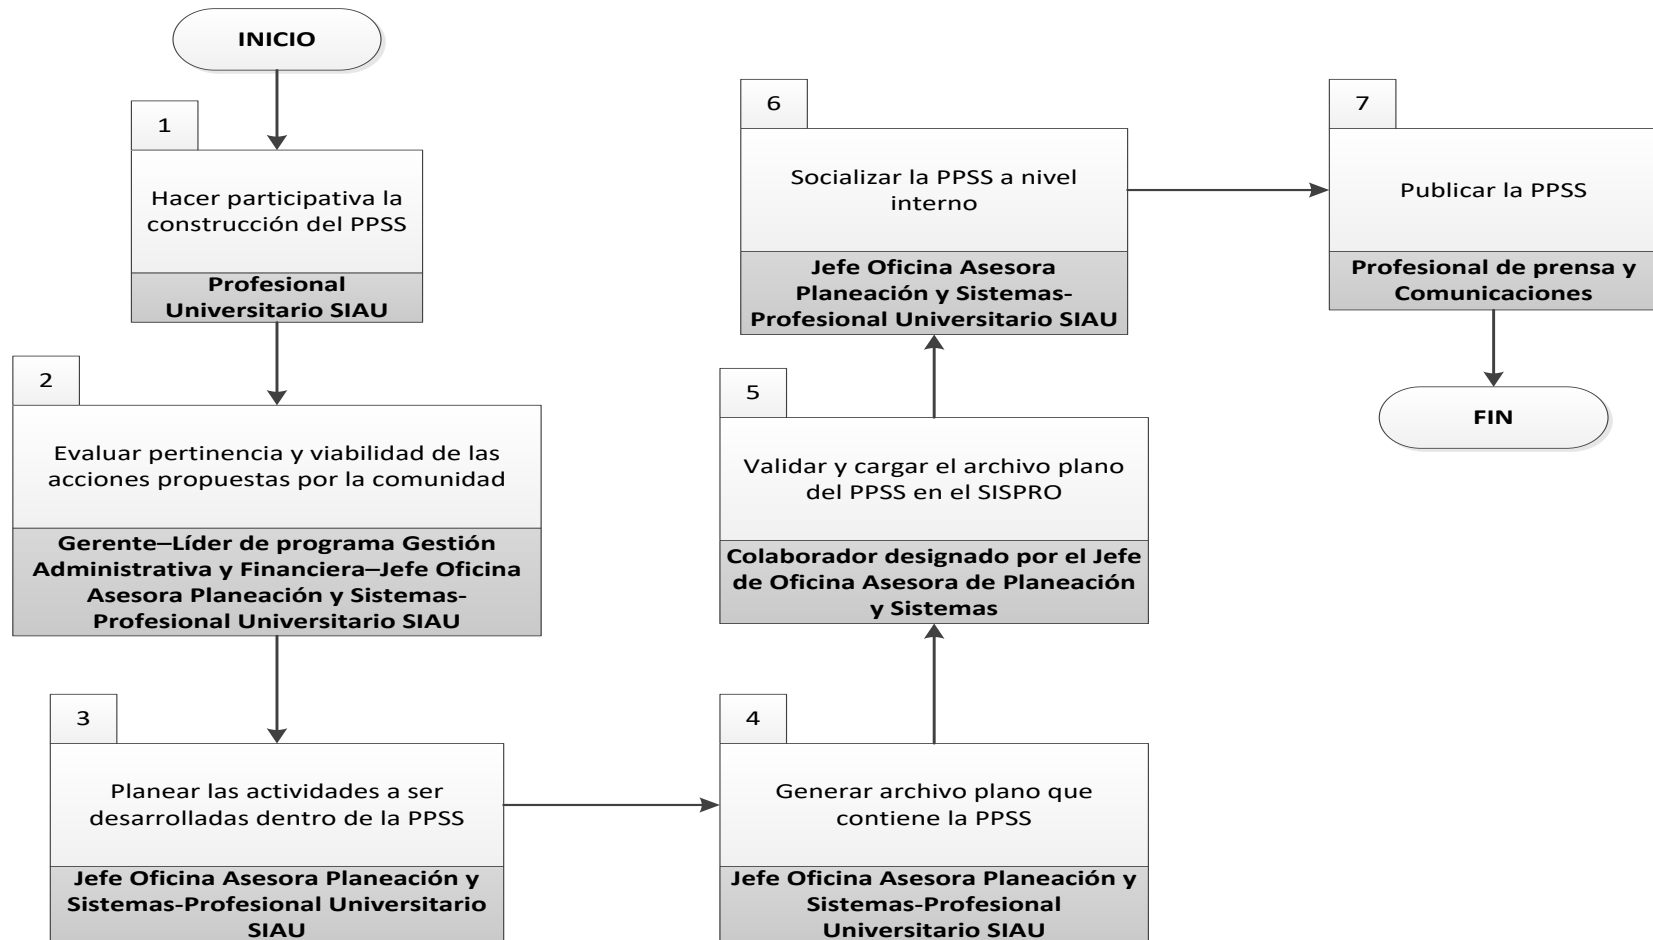 INICIO
1
Hacer participativa la
construcción del PPSS
Profesional
Universitario SIAU
2
Evaluar pertinencia y viabilidad de las
acciones propuestas por la comunidad
Gerente–Líder de programa Gestión
Administrativa y Financiera–Jefe Oficina
Asesora Planeación y Sistemas-
Profesional Universitario SIAU
3
Planear las actividades a ser
desarrolladas dentro de la PPSS
Jefe Oficina Asesora Planeación y
Sistemas-Profesional Universitario
SIAU
4
Generar archivo plano que
contiene la PPSS
Jefe Oficina Asesora Planeación y
Sistemas-Profesional
Universitario SIAU
5
Validar y cargar el archivo plano
del PPSS en el SISPRO
Colaborador designado por el Jefe
de Oficina Asesora de Planeación
y Sistemas
6
Socializar la PPSS a nivel
interno
Jefe Oficina Asesora
Planeación y Sistemas-
Profesional Universitario SIAU
7
Publicar la PPSS
Profesional de prensa y
Comunicaciones
FIN